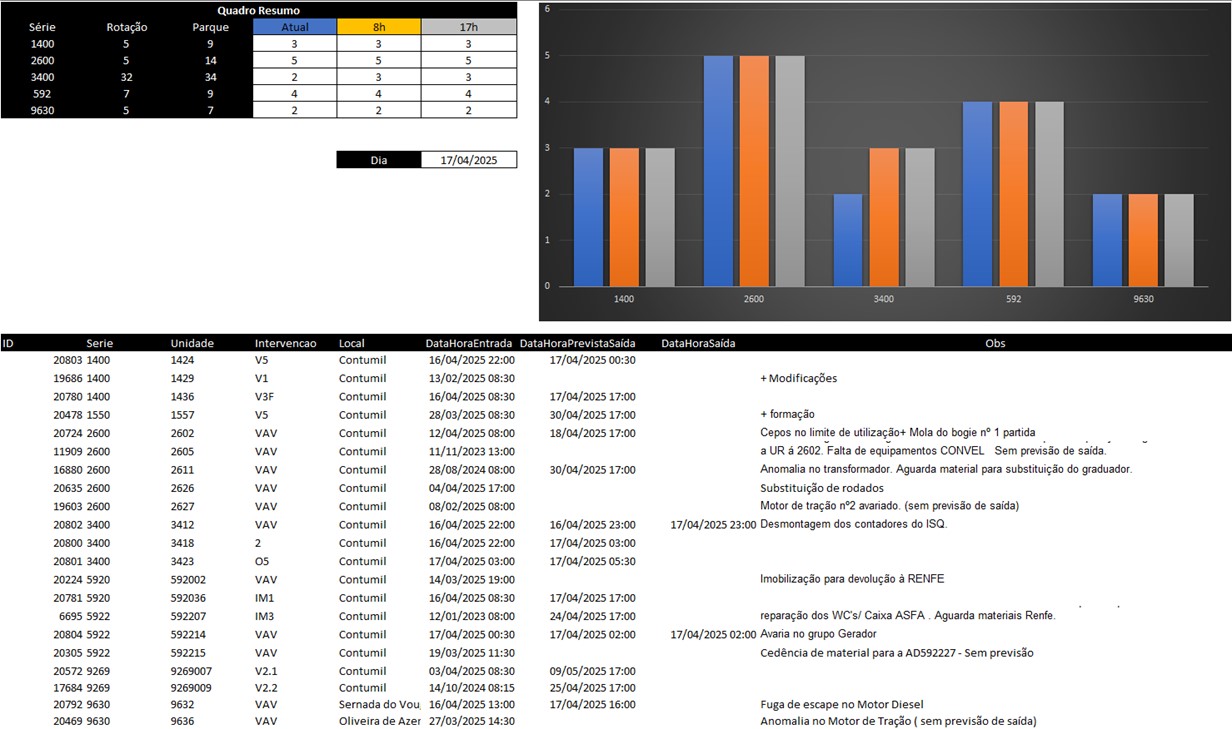 Quadro Resumo
Série Rotação Parque Atual 8h 17h
1400 5 9 3 3 3
2600 5 14 5 5 5
3400 32 34 2 3 3
592 7 9 4 4 4
9630 5 7 2 2 2
Dia 17/04/2025
6
5
4
3
2
1
0
1400 2600 3400 592 9630
ID Serie Unidade Intervencao Local DataHoraEntrada DataHoraPrevistaSaída DataHoraSaída Obs
20803 1400 1424 V5 Contumil 16/04/2025 22:00 17/04/2025 00:30
19686 1400 1429 V1 Contumil 13/02/2025 08:30 + Modificações
20780 1400 1436 V3F Contumil 16/04/2025 08:30 17/04/2025 17:00
20478 1550 1557 V5 Contumil 28/03/2025 08:30 30/04/2025 17:00 + formação
20724 2600 2602 VAV Contumil 12/04/2025 08:00 18/04/2025 17:00 Cepos no limite de utilização+ Mola do bogie nº 1 partida
11909 2600 2605 VAV Contumil 11/11/2023 13:00 a UR á 2602. Falta de equipamentos CONVEL Sem previsão de saída.
16880 2600 2611 VAV Contumil 28/08/2024 08:00 30/04/2025 17:00 Anomalia no transformador. Aguarda material para substituição do graduador.
20635 2600 2626 VAV Contumil 04/04/2025 17:00 Substituição de rodados
19603 2600 2627 VAV Contumil 08/02/2025 08:00 Motor de tração nº2 avariado. (sem previsão de saída)
20802 3400 3412 VAV Contumil 16/04/2025 22:00 16/04/2025 23:00 17/04/2025 23:00 Desmontagem dos contadores do ISQ.
20800 3400 3418 2 Contumil 16/04/2025 22:00 17/04/2025 03:00
20801 3400 3423 O5 Contumil 17/04/2025 03:00 17/04/2025 05:30
20224 5920 592002 VAV Contumil 14/03/2025 19:00 Imobilização para devolução à RENFE
20781 5920 592036 IM1 Contumil 16/04/2025 08:30 17/04/2025 17:00
6695 5922 592207 IM3 Contumil 12/01/2023 08:00 24/04/2025 17:00 reparação dos WC's/ Caixa ASFA . Aguarda materiais Renfe.
20804 5922 592214 VAV Contumil 17/04/2025 00:30 17/04/2025 02:00 17/04/2025 02:00 Avaria no grupo Gerador
20305 5922 592215 VAV Contumil 19/03/2025 11:30 Cedência de material para a AD592227 - Sem previsão
20572 9269 9269007 V2.1 Contumil 03/04/2025 08:30 09/05/2025 17:00
17684 9269 9269009 V2.2 Contumil 14/10/2024 08:15 25/04/2025 17:00
20792 9630 9632 VAV Sernada do Vou 16/04/2025 13:00 17/04/2025 16:00 Fuga de escape no Motor Diesel
20469 9630 9636 VAV Oliveira de Azer 27/03/2025 14:30 Anomalia no Motor de Tração ( sem previsão de saída)